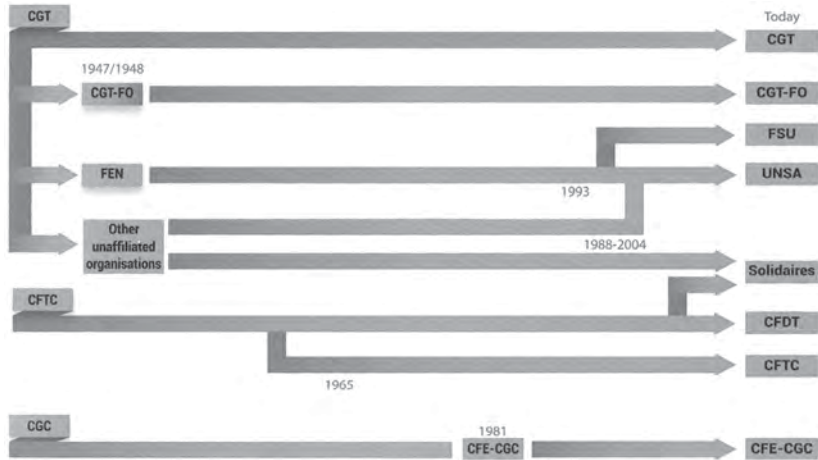 CGT
Today
CGT
1947/1948
CGT-FO
CGT-FO
FSU
FEN
UNSA
1993
Other
unaffiliated
organisations
1988-2004
Solidaires
CFTC
CFDT
CFTC
1965
CGC
1981
CFE-CGC
CFE-CGC